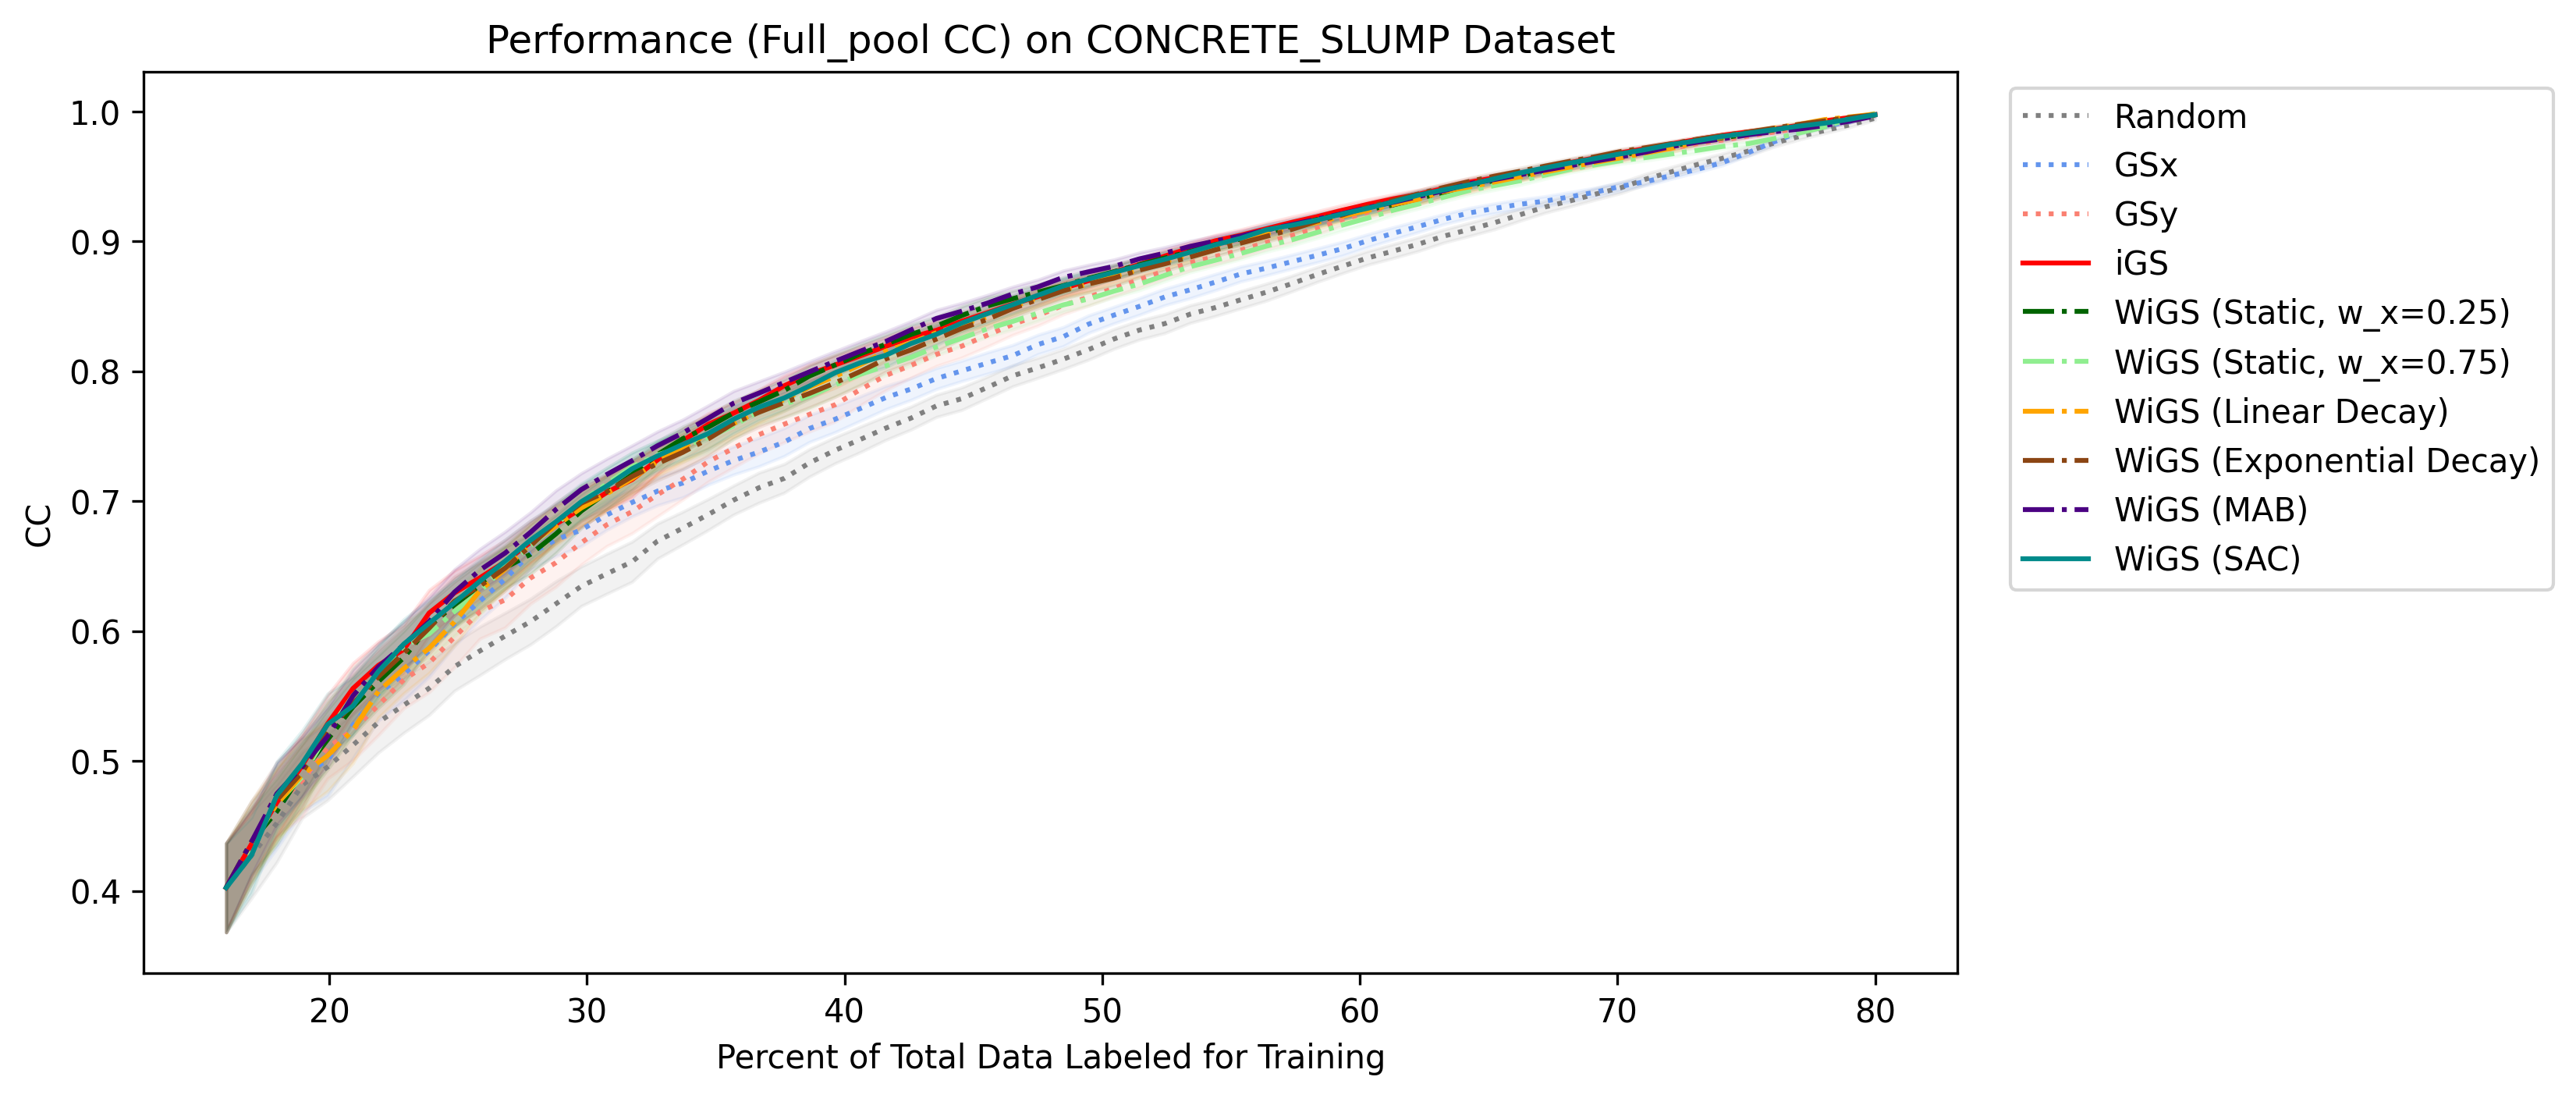 Performance (Full_pool CC) on CONCRETE_SLUMP Dataset
1.0
0.9
0.8
0.7
0.6
0.5
0.4
CC
20
30
40
50
60
70
80
Percent of Total Data Labeled for Training
Random
GSx
GSy
iGS
WiGS (Static, w_x=0.25)
WiGS (Static, w_x=0.75)
WiGS (Linear Decay)
WiGS (Exponential Decay)
WiGS (MAB)
WiGS (SAC)